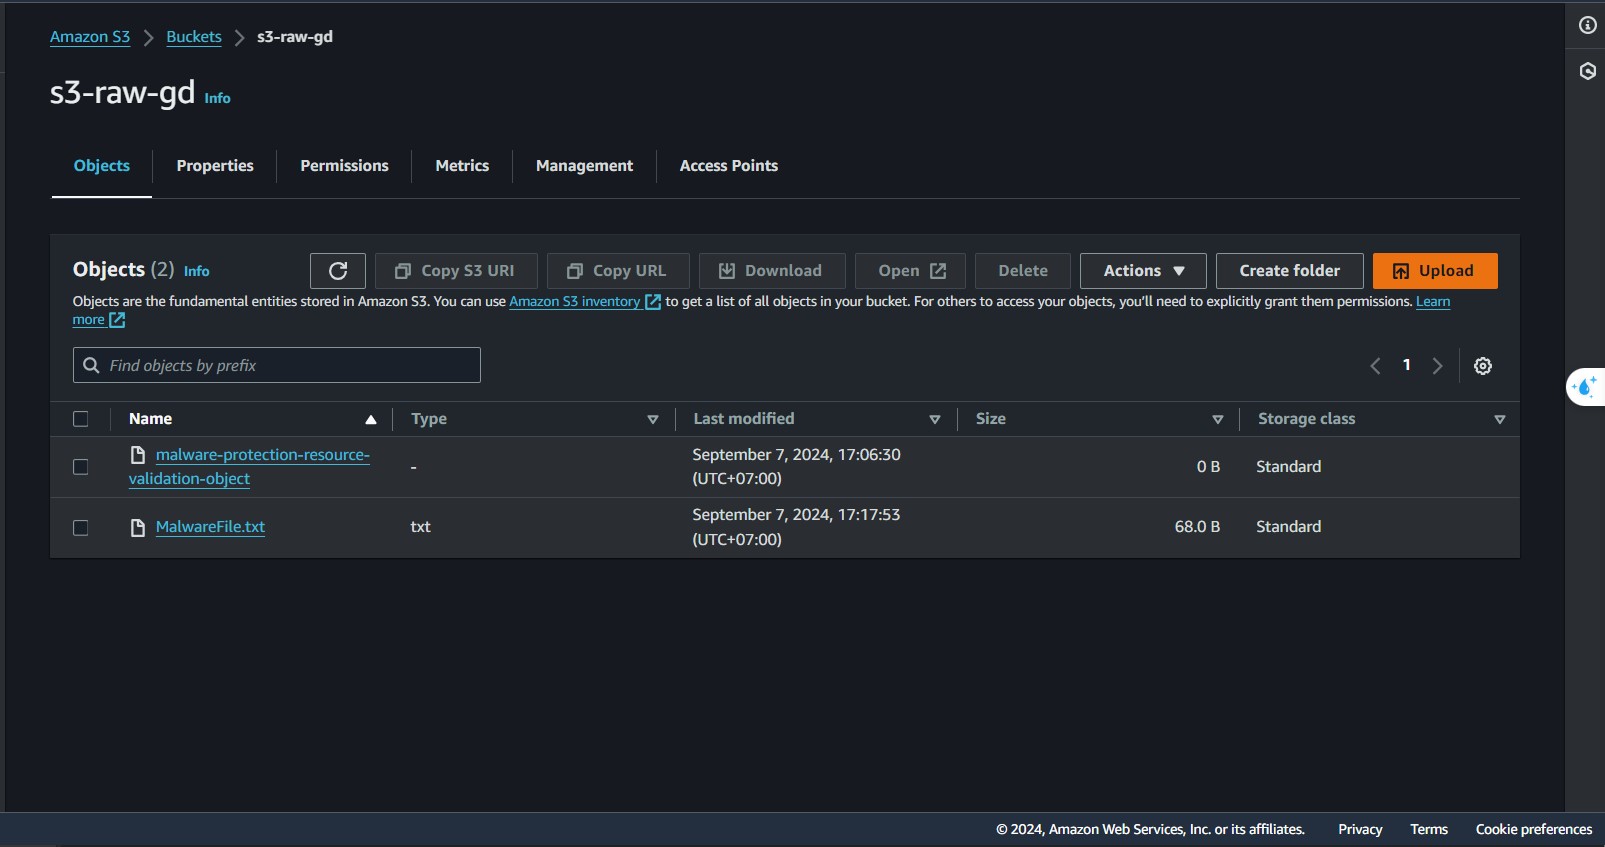 Amazon S3 > Buckets > s3-raw-gd
s3-raw-gd Info
Objects Properties Permissions Metrics Management Access Points
Objects (2) Info Copy S3 URI Copy URL Download Open Delete Actions Create folder Upload
Objects are the fundamental entities stored in Amazon S3. You can use Amazon S3 inventory to get a list of all objects in your bucket. For others to access your objects, you'll need to explicitly grant them permissions. Learn
more
Find objects by prefix 1
Name Type Last modified Size Storage class
malware-protection-resource-
validation-object
-
September 7, 2024, 17:06:30
(UTC+07:00)
0 B
Standard
MalwareFile.txt
txt
September 7, 2024, 17:17:53
(UTC+07:00)
68.0 B
Standard
© 2024, Amazon Web Services, Inc. or its affiliates. Privacy Terms Cookie preferences